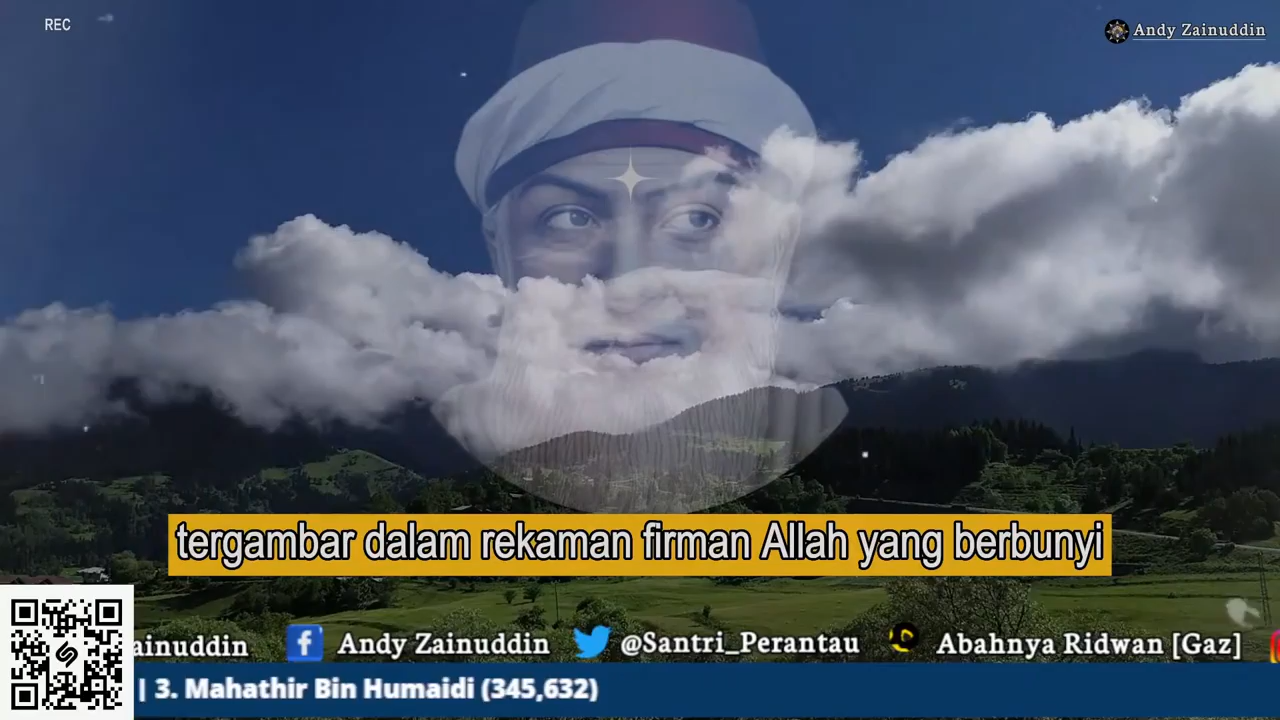 REC
Andy Zainuddin
tergambar dalam rekaman firman Allah yang berbunyi
ainuddin
Andy Zainuddin
@Santri_Perantau
Abahnya Ridwan [Gaz]
| 3. Mahathir Bin Humaidi (345,632)